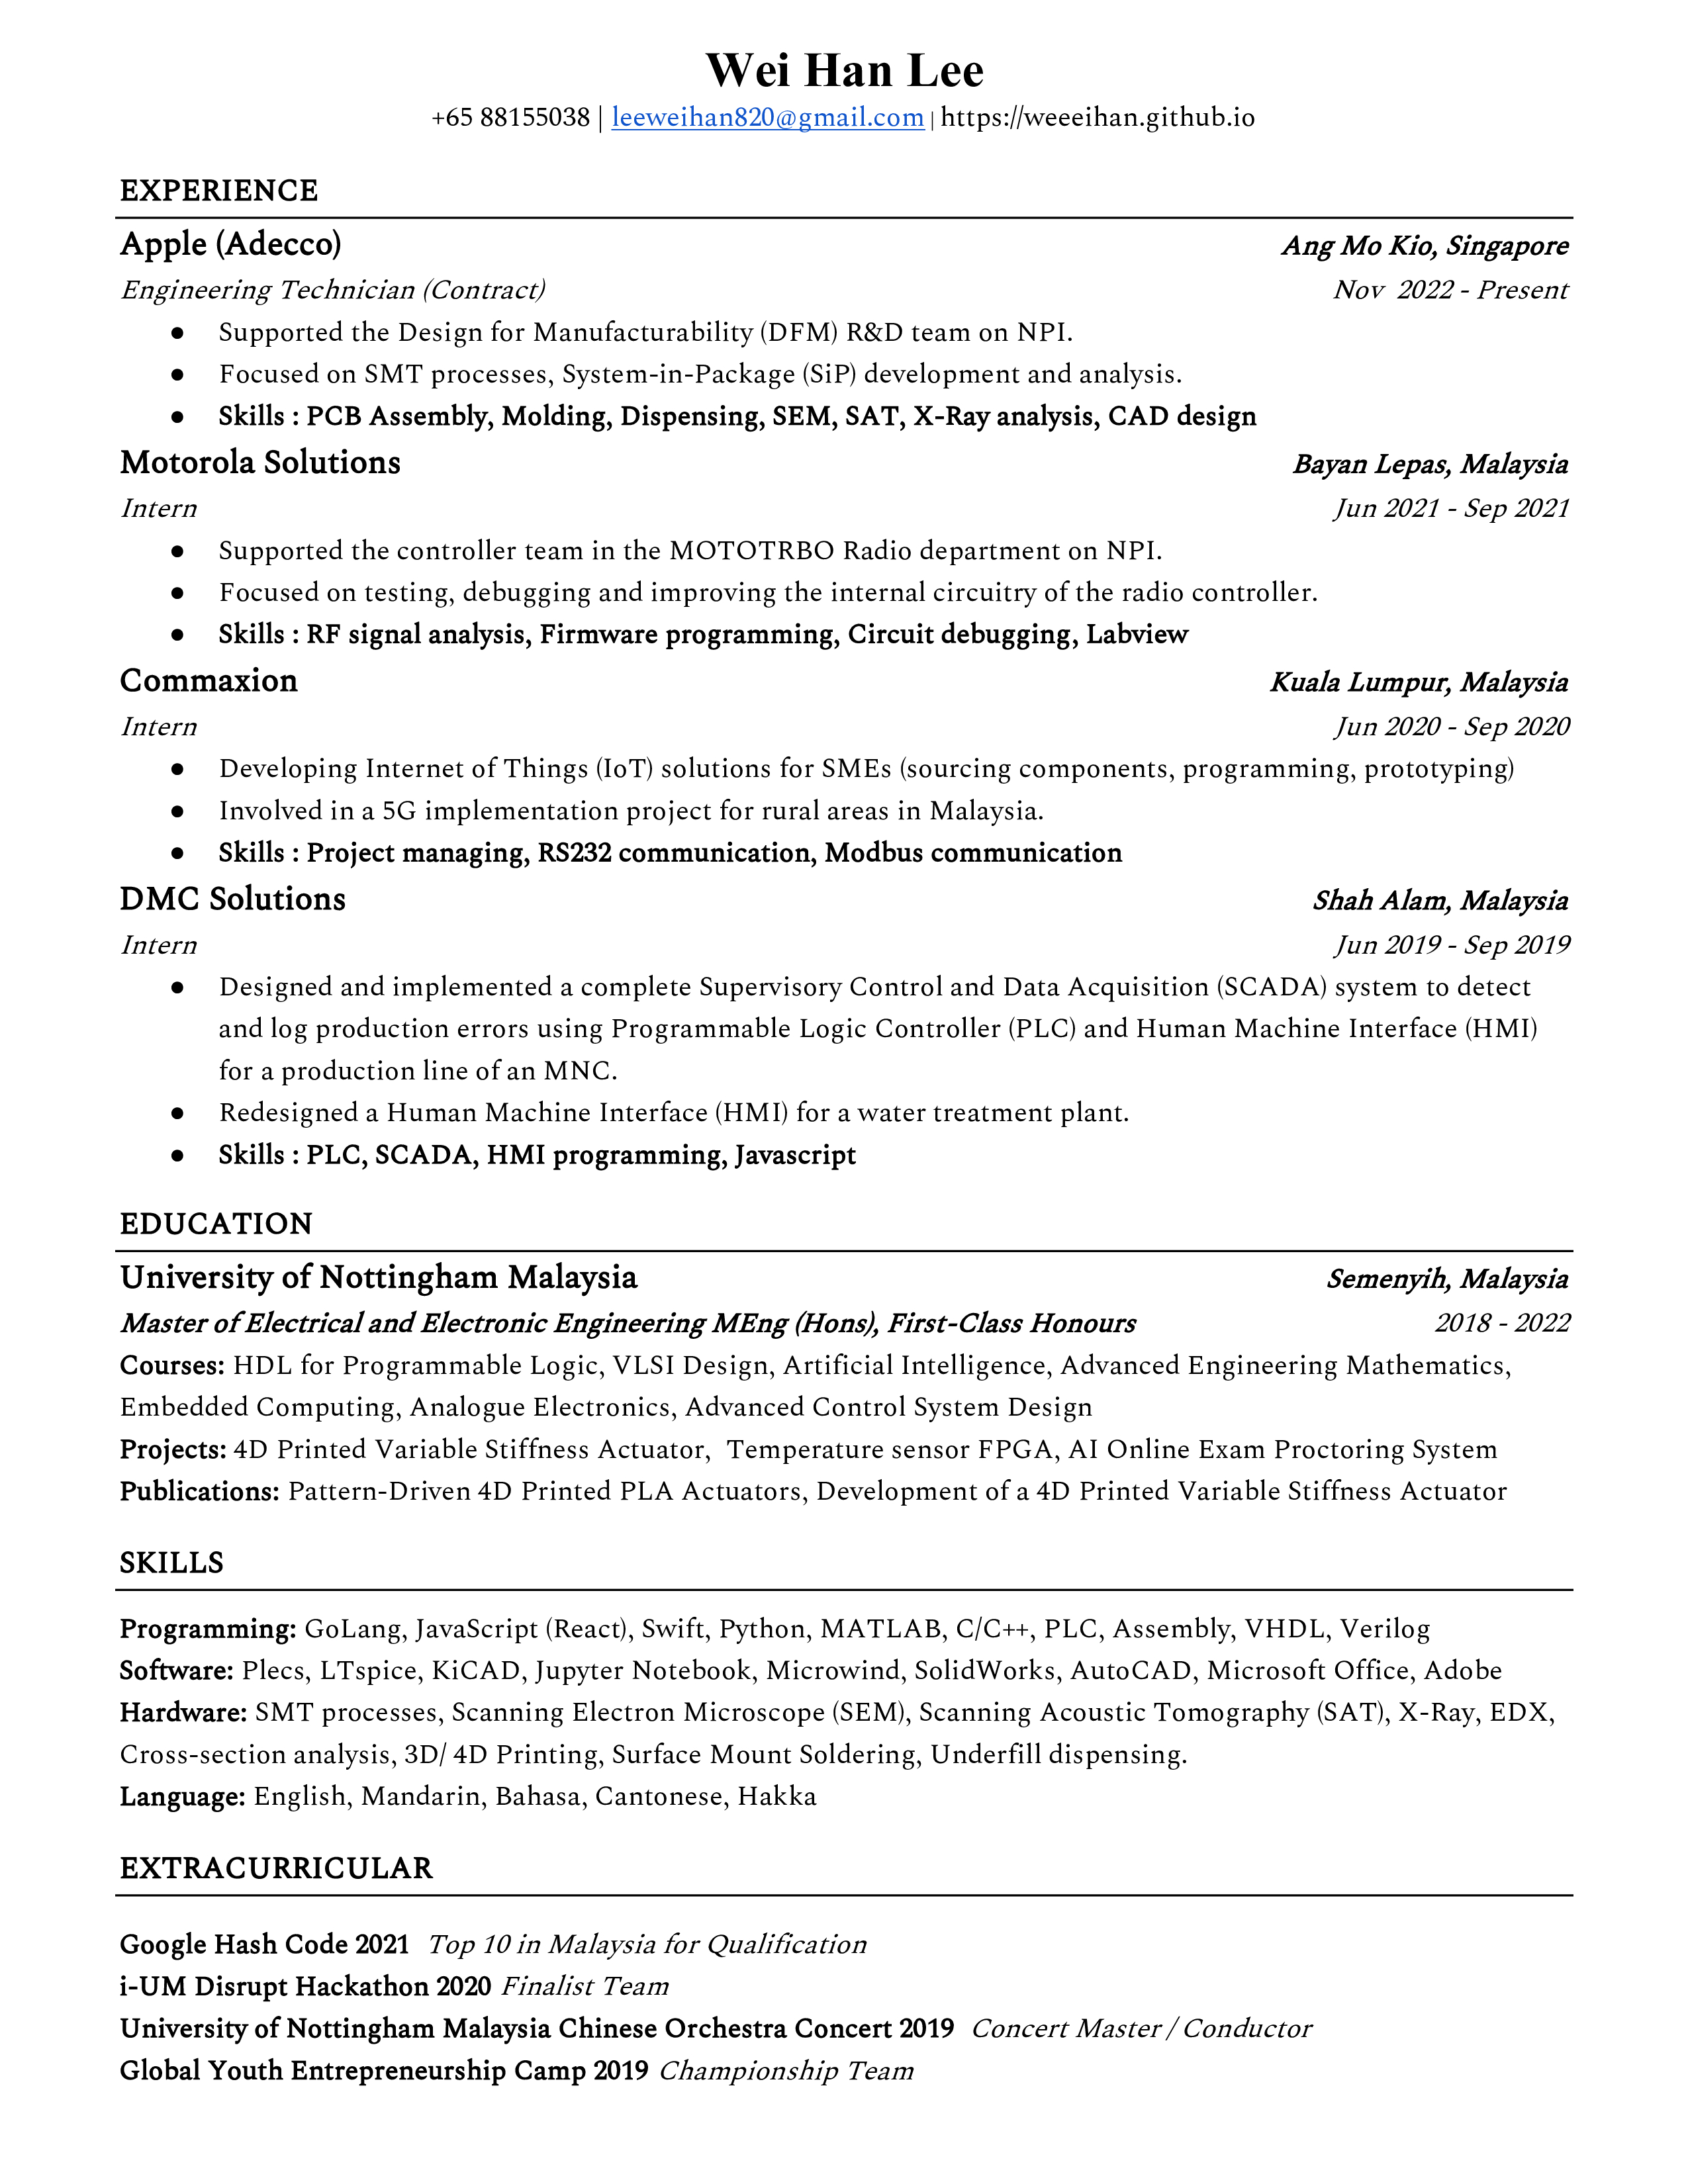 Wei Han Lee
+65 88155038 | leeweihan820@gmail.com | https://weeeihan.github.io
EXPERIENCE
Apple (Adecco) Ang Mo Kio, Singapore
Engineering Technician (Contract) Nov 2022 - Present
● Supported the Design for Manufacturability (DFM) R&D team on NPI.
● Focused on SMT processes, System-in-Package (SiP) development and analysis.
● Skills : PCB Assembly, Molding, Dispensing, SEM, SAT, X-Ray analysis, CAD design
Motorola Solutions Bayan Lepas, Malaysia
Intern Jun 2021 - Sep 2021
● Supported the controller team in the MOTOTRBO Radio department on NPI.
● Focused on testing, debugging and improving the internal circuitry of the radio controller.
● Skills : RF signal analysis, Firmware programming, Circuit debugging, Labview
Commaxion Kuala Lumpur, Malaysia
Intern Jun 2020 - Sep 2020
● Developing Internet of Things (IoT) solutions for SMEs (sourcing components, programming, prototyping)
● Involved in a 5G implementation project for rural areas in Malaysia.
● Skills : Project managing, RS232 communication, Modbus communication
DMC Solutions Shah Alam, Malaysia
Intern Jun 2019 - Sep 2019
● Designed and implemented a complete Supervisory Control and Data Acquisition (SCADA) system to detect
and log production errors using Programmable Logic Controller (PLC) and Human Machine Interface (HMI)
for a production line of an MNC.
● Redesigned a Human Machine Interface (HMI) for a water treatment plant.
● Skills : PLC, SCADA, HMI programming, Javascript
EDUCATION
University of Nottingham Malaysia Semenyih, Malaysia
Master of Electrical and Electronic Engineering MEng (Hons), First-Class Honours 2018 - 2022
Courses: HDL for Programmable Logic, VLSI Design, Artificial Intelligence, Advanced Engineering Mathematics,
Embedded Computing, Analogue Electronics, Advanced Control System Design
Projects: 4D Printed Variable Stiffness Actuator, Temperature sensor FPGA, AI Online Exam Proctoring System
Publications: Pattern-Driven 4D Printed PLA Actuators, Development of a 4D Printed Variable Stiffness Actuator
SKILLS
Programming: GoLang, JavaScript (React), Swift, Python, MATLAB, C/C++, PLC, Assembly, VHDL, Verilog
Software: Plecs, LTspice, KiCAD, Jupyter Notebook, Microwind, SolidWorks, AutoCAD, Microsoft Office, Adobe
Hardware: SMT processes, Scanning Electron Microscope (SEM), Scanning Acoustic Tomography (SAT), X-Ray, EDX,
Cross-section analysis, 3D/ 4D Printing, Surface Mount Soldering, Underfill dispensing.
Language: English, Mandarin, Bahasa, Cantonese, Hakka
EXTRACURRICULAR
Google Hash Code 2021 Top 10 in Malaysia for Qualification
i-UM Disrupt Hackathon 2020 Finalist Team
University of Nottingham Malaysia Chinese Orchestra Concert 2019 Concert Master / Conductor
Global Youth Entrepreneurship Camp 2019 Championship Team